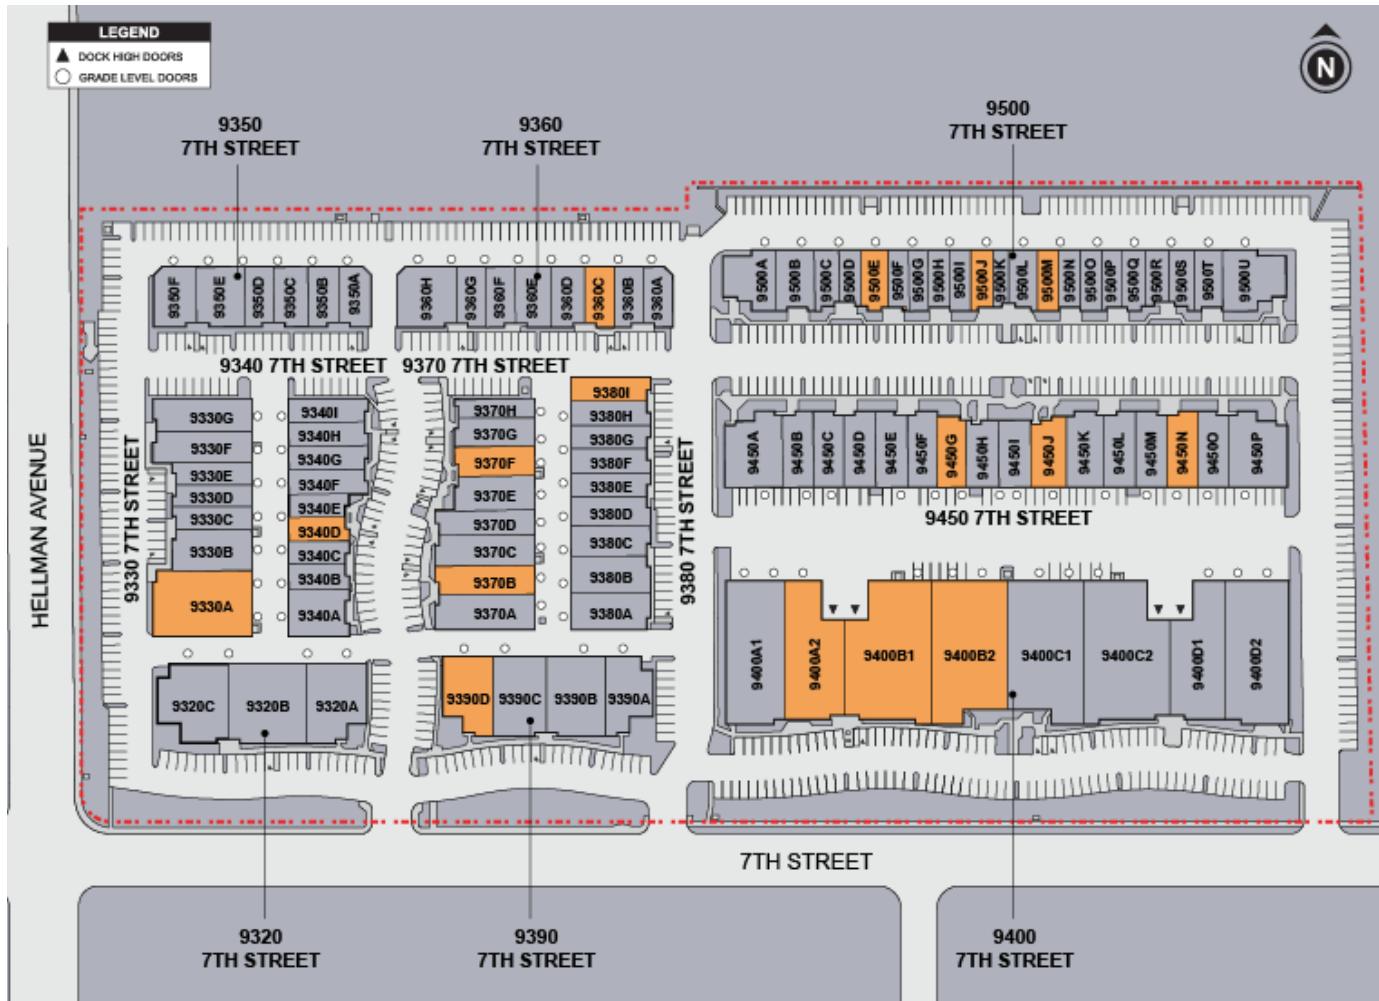 LEGEND
DOCK HIGH DOORS
GRADE LEVEL DOORS
N
9350
7TH STREET
9360
7TH STREET
9500
7TH STREET
9350F
9350E
9350D
9350C
9350B
9350A
9360H
9360G
9360F
9360E
9360D
9360C
9360B
9360A
9500A
9500B
9500C
9500D
9500E
9500F
9500G
9500H
9500I
9500J
9500K
9500L
9500M
9500N
9500O
9500P
9500Q
9500R
9500S
9500T
9500U
9340 7TH STREET
9370 7TH STREET
HELLMAN AVENUE
9330 7TH STREET
9330G
9330F
9330E
9330D
9330C
9330B
9330A
9340I
9340H
9340G
9340F
9340E
9340D
9340C
9340B
9340A
9370H
9370G
9370F
9370E
9370D
9370C
9370B
9370A
9380I
9380H
9380G
9380F
9380E
9380D
9380C
9380B
9380A
9380 7TH STREET
9450A
9450B
9450C
9450D
9450E
9450F
9450G
9450H
9450I
9450J
9450K
9450L
9450M
9450N
9450O
9450P
9450 7TH STREET
9320C
9320B
9320A
9390D
9390C
9390B
9390A
9400A1
9400A2
9400B1
9400B2
9400C1
9400C2
9400D1
9400D2
7TH STREET
9320
7TH STREET
9390
7TH STREET
9400
7TH STREET